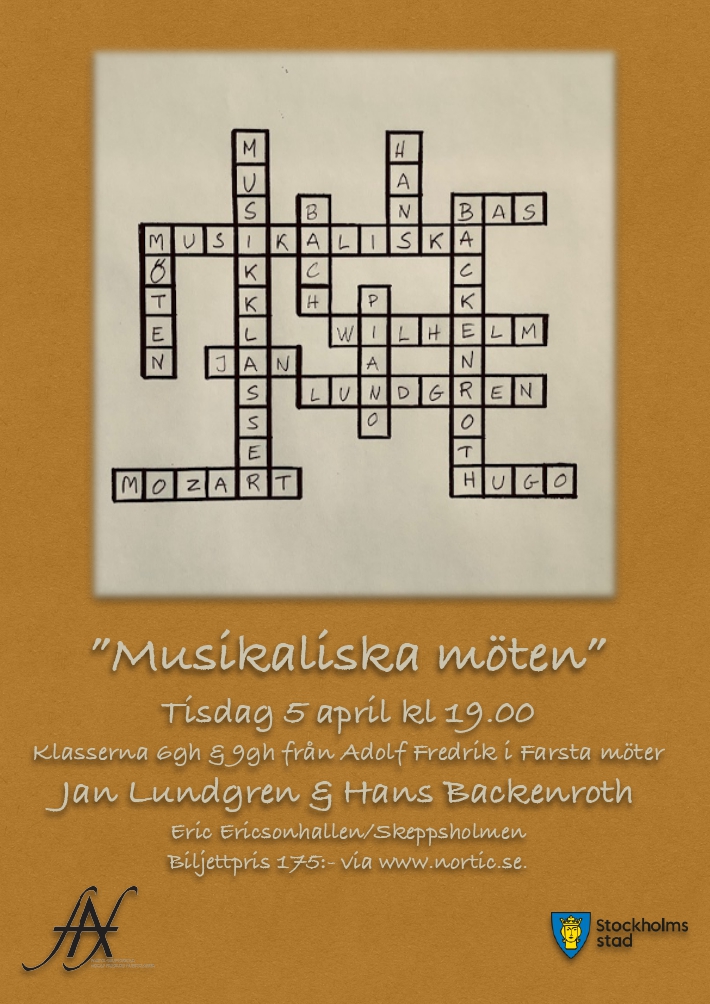 MUSIKKLASSER
HANS
BACH
BACKENROTH
BAS
MUSIKALISKA
MÖTEN
PIANO
WILHELM
JAN
LUNDGREN
MOZART
HUGO
”Musikaliska möten”
Tisdag 5 april kl 19.00
Klasserna 6gh & 9gh från Adolf Fredrik i Farsta möter
Jan Lundgren & Hans Backenroth
Eric Ericsonhallen/Skeppsholmen
Biljettpris 175:- via www.nortic.se.
Stockholms
stad